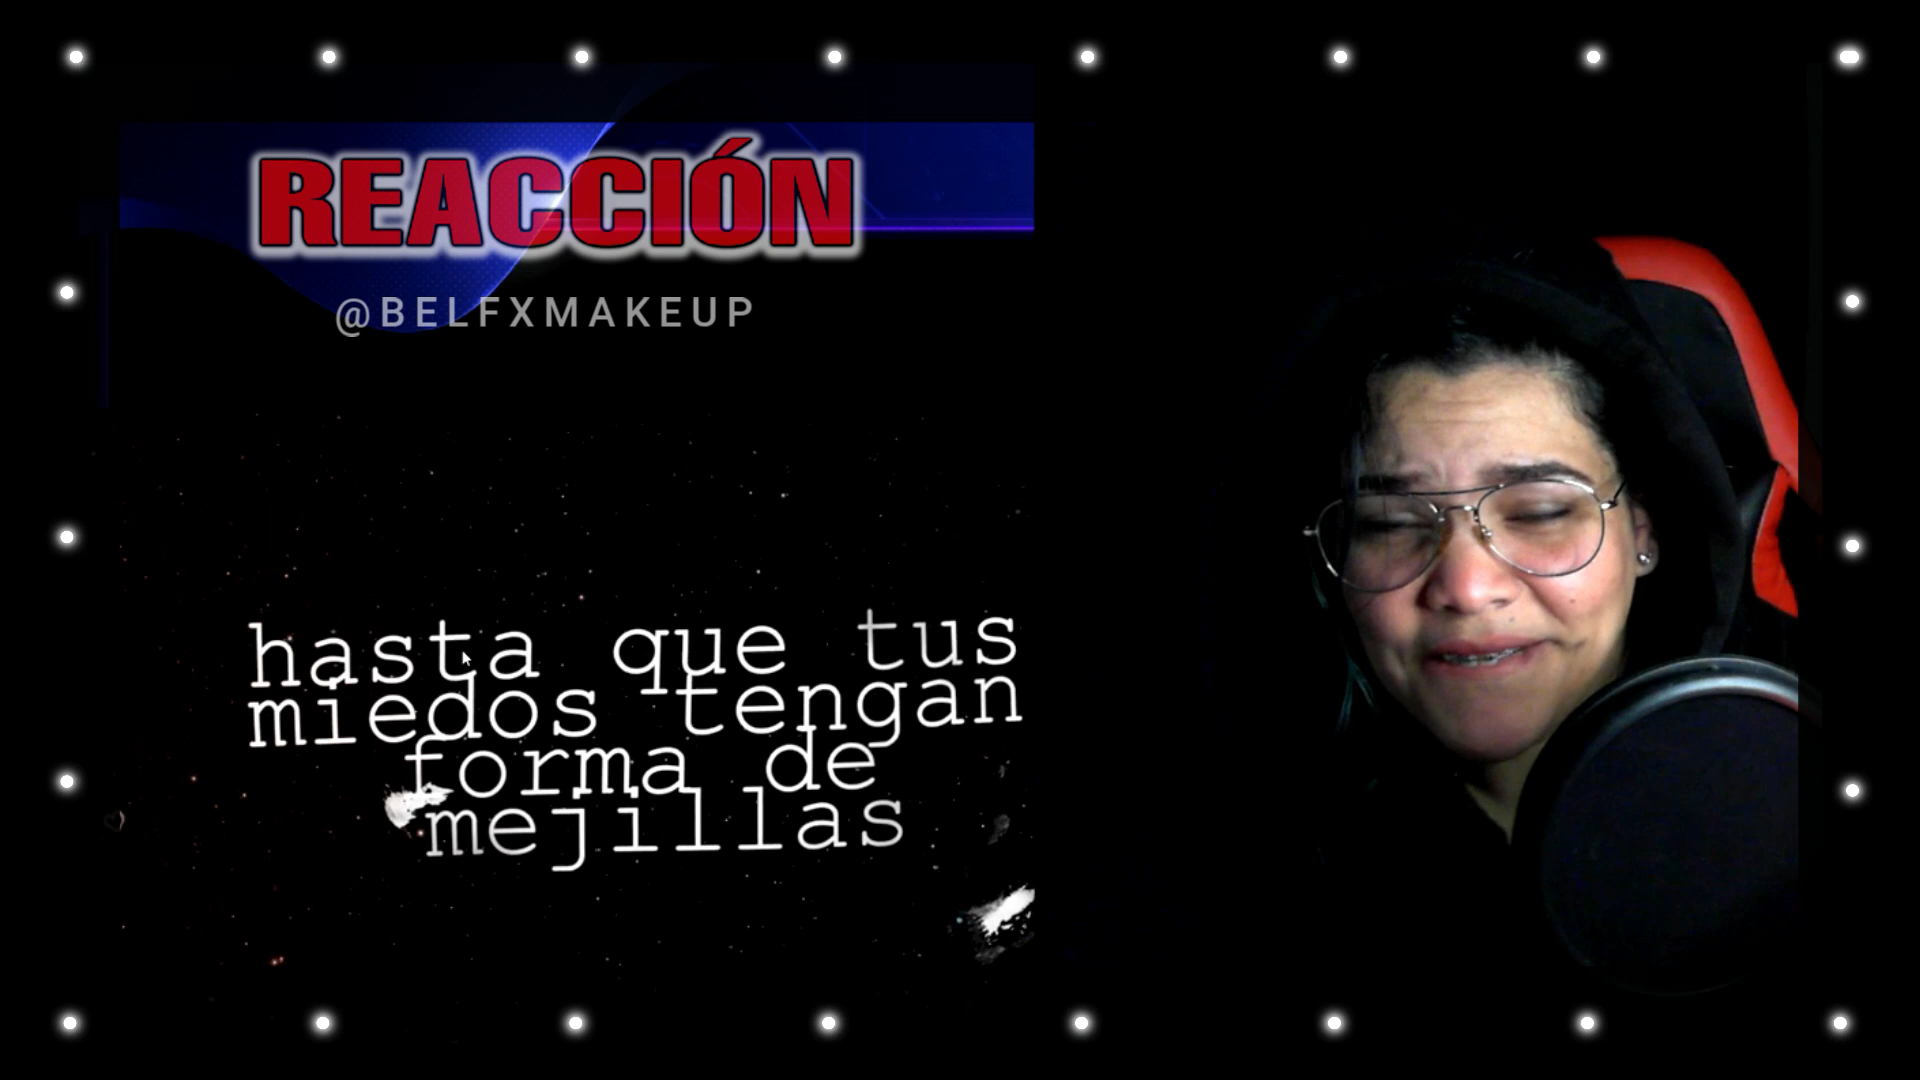 REACCIÓN
@BELFXMAKEUP
hasta que tus
miedos tengan
forma de
mejillas